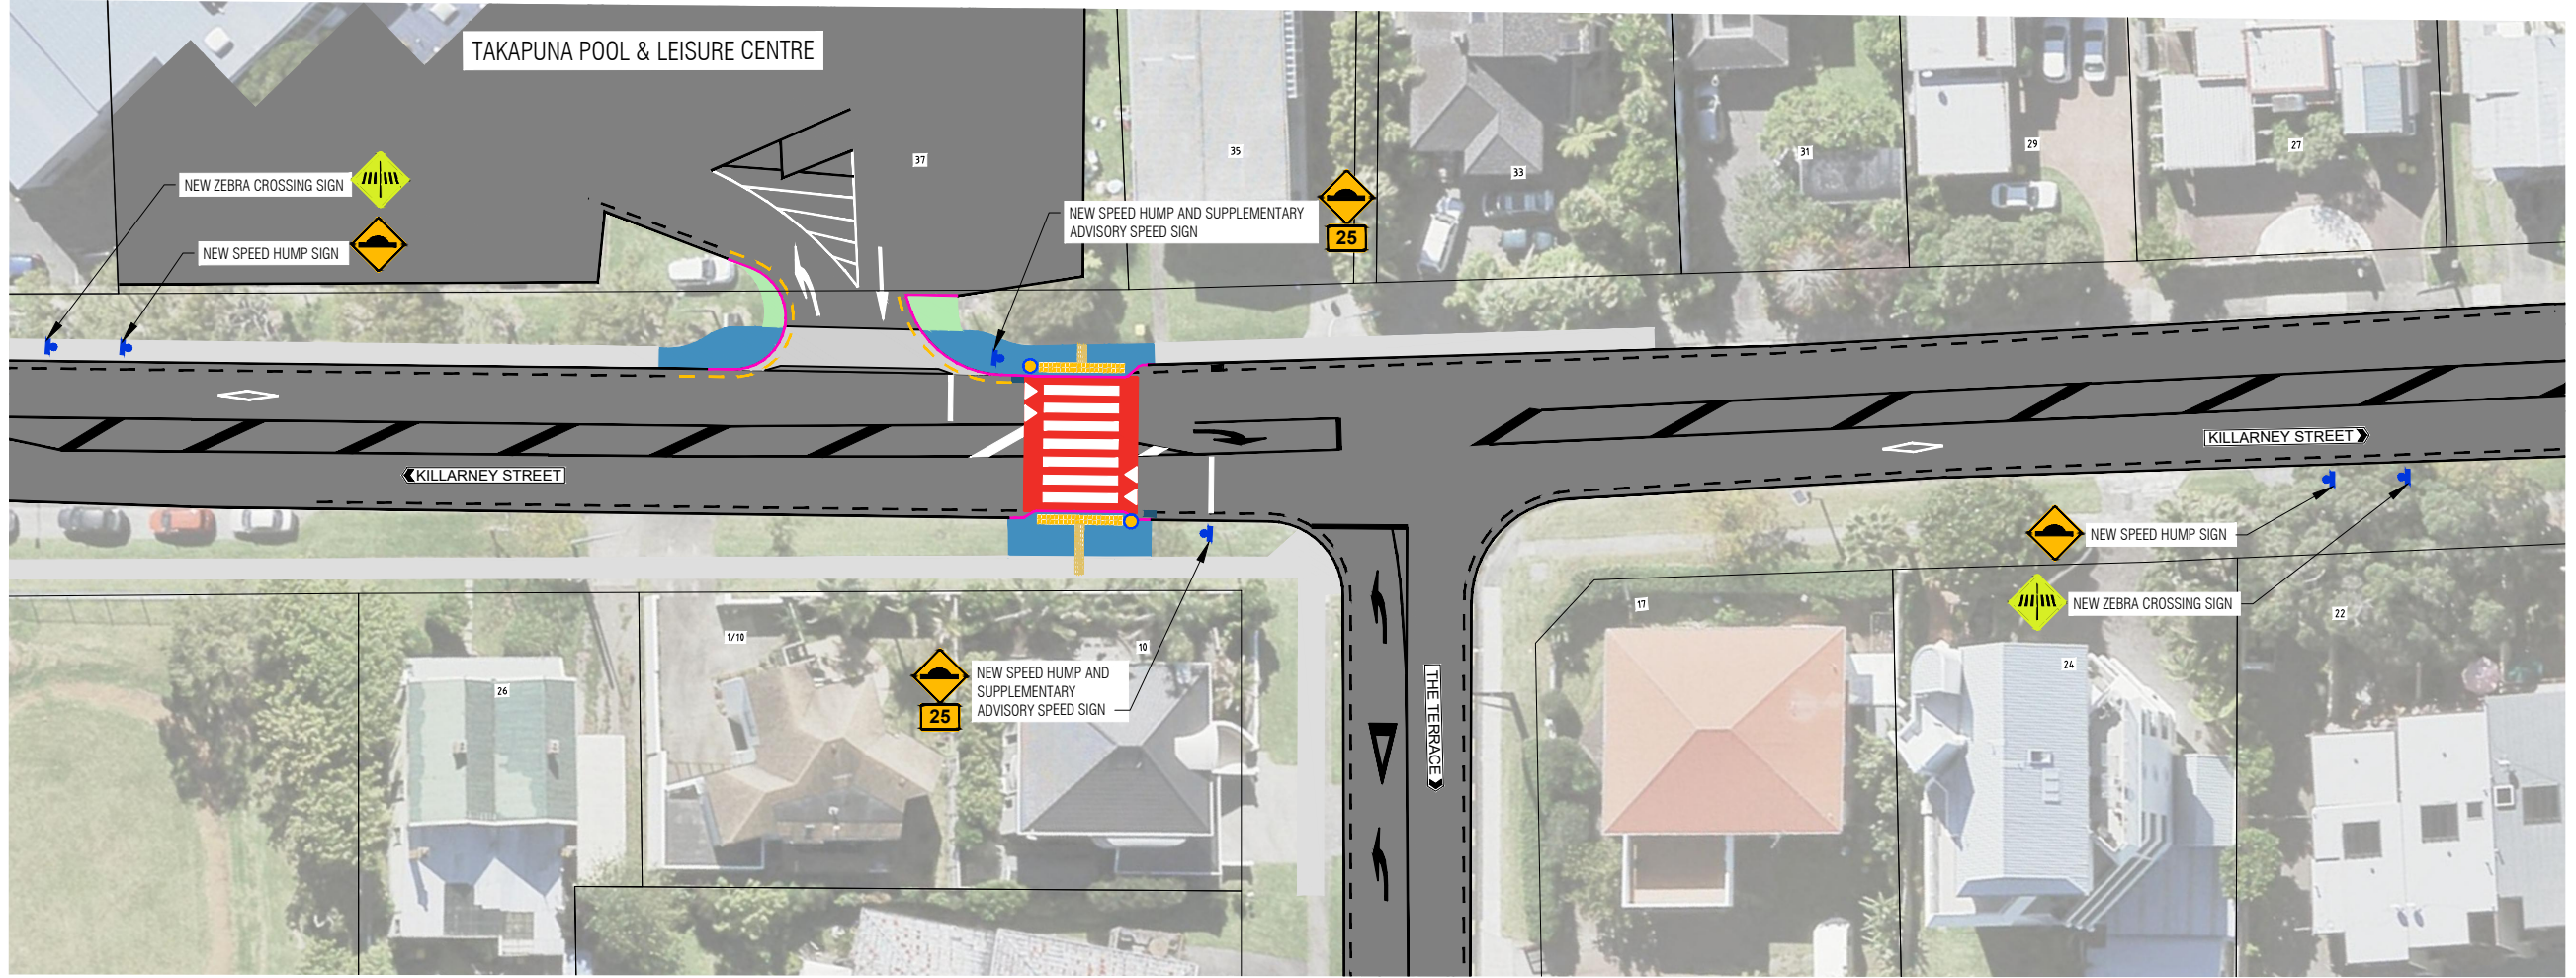 TAKAPUNA POOL & LEISURE CENTRE
37
35
33
31
29
27
NEW ZEBRA CROSSING SIGN
NEW SPEED HUMP SIGN
NEW SPEED HUMP AND SUPPLEMENTARY
ADVISORY SPEED SIGN
25
KILLARNEY STREET
KILLARNEY STREET
NEW SPEED HUMP SIGN
NEW ZEBRA CROSSING SIGN
17
22
24
26
1/10
10
25
NEW SPEED HUMP AND
SUPPLEMENTARY
ADVISORY SPEED SIGN
THE TERRACE